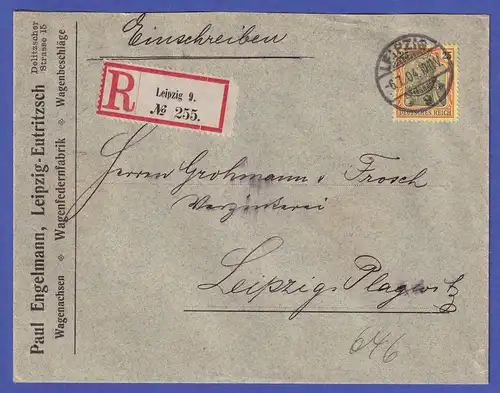 Delitzscher
Strasse 15
Paul Engelmann, Leipzig-Eutritzsch
Wagenachsen Wagenfedernfabrik Wagenbeschläge
Einschreiben
R
Leipzig 9.
№ 255.
LEIPZIG
DEUTSCHES REICH
Herren Grohmann & Frosch
Verzinkerei
Leipzig-Plagwitz
646